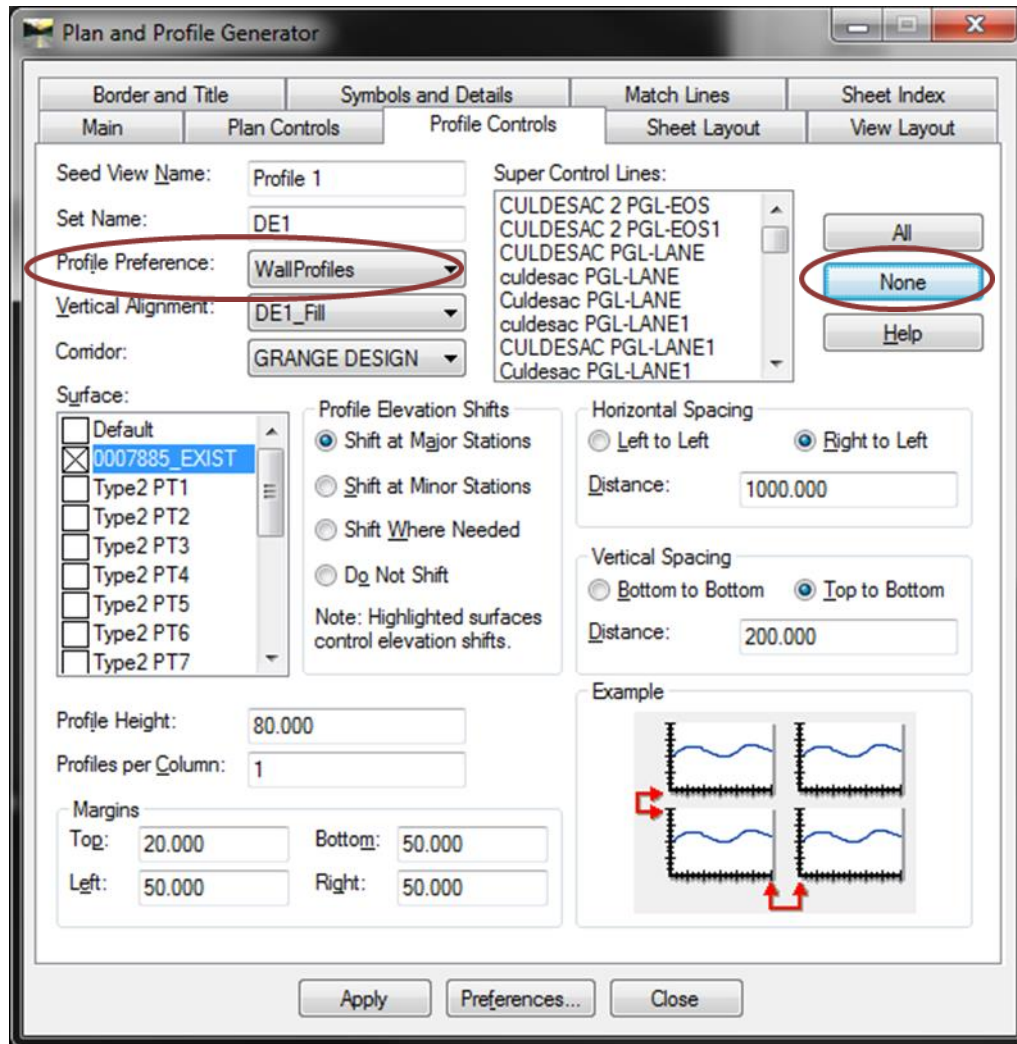 Plan and Profile Generator
Border and Title
Symbols and Details
Match Lines
Sheet Index
Main
Plan Controls
Profile Controls
Sheet Layout
View Layout
Seed View Name:
Profile 1
Set Name:
DE1
Profile Preference:
WallProfiles
Vertical Alignment:
DE1_Fill
Corridor:
GRANGE DESIGN
Super Control Lines:
CULDESAC 2 PGL-EOS
CULDESAC 2 PGL-EOS1
CULDESAC PGL-LANE
culdesac PGL-LANE
Culdesac PGL-LANE
culdesac PGL-LANE1
CULDESAC PGL-LANE1
Culdesac PGL-LANE1
All
None
Help
Surface:
Default
0007885_EXIST
Type2 PT1
Type2 PT2
Type2 PT3
Type2 PT4
Type2 PT5
Type2 PT6
Type2 PT7
Profile Elevation Shifts
Shift at Major Stations
Shift at Minor Stations
Shift Where Needed
Do Not Shift
Note: Highlighted surfaces
control elevation shifts.
Horizontal Spacing
Left to Left
Right to Left
Distance:
1000.000
Vertical Spacing
Bottom to Bottom
Top to Bottom
Distance:
200.000
Profile Height:
80.000
Profiles per Column:
1
Margins
Top:
20.000
Bottom:
50.000
Left:
50.000
Right:
50.000
Example
Apply
Preferences...
Close